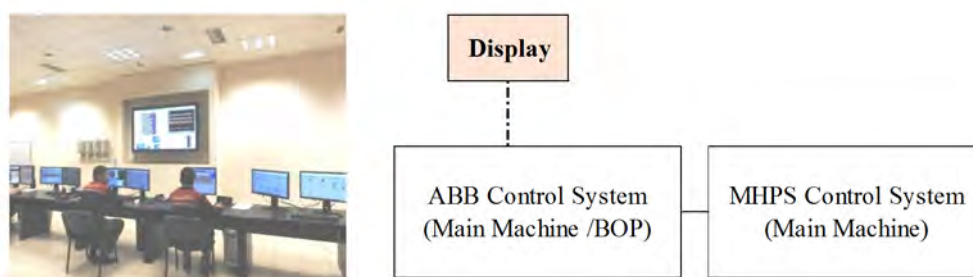 Display
ABB Control System
(Main Machine /BOP)
MHPS Control System
(Main Machine)